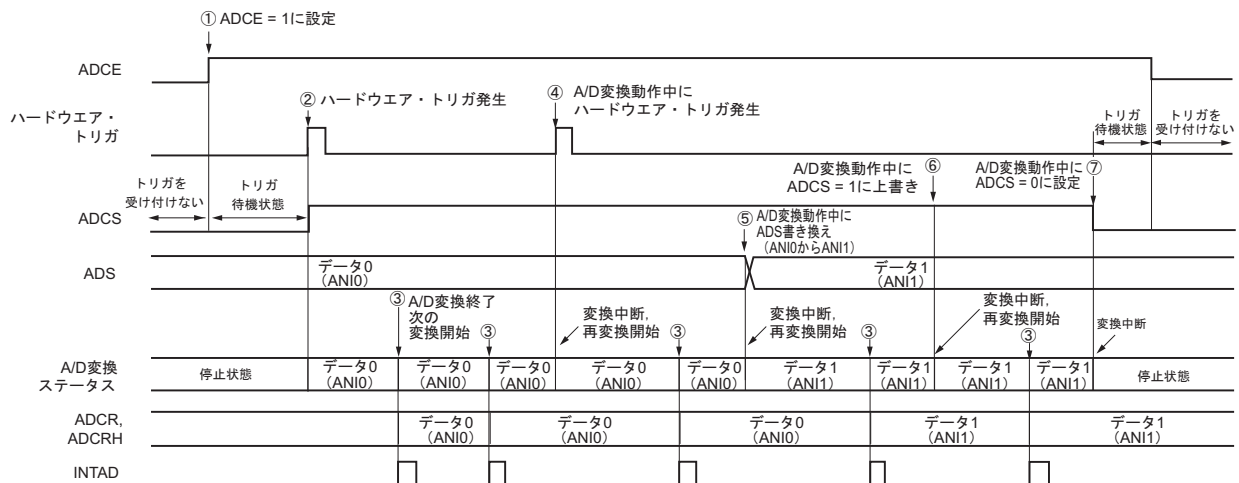 ① ADCE = 1に設定
ADCE
② ハードウエア・トリガ発生
④ A/D変換動作中に
ハードウエア・トリガ発生
ハードウエア・
トリガ
トリガ
待機状態
トリガを
受け付けない
A/D変換動作中に ⑥
ADCS = 1に上書き
A/D変換動作中に ⑦
ADCS = 0に設定
トリガを
受け付けない
トリガ
待機状態
ADCS
⑤ A/D変換動作中に
ADS書き換え
(ANI0からANI1)
ADS
データ0
(ANI0)
データ1
(ANI1)
③ A/D変換終了
次の
変換開始
③
変換中断,
再変換開始
③
変換中断,
再変換開始
③
変換中断,
再変換開始
③
変換中断
A/D変換
ステータス
停止状態
データ0
(ANI0)
データ0
(ANI0)
データ0
(ANI0)
データ0
(ANI0)
データ0
(ANI0)
データ1
(ANI1)
データ1
(ANI1)
データ1
(ANI1)
データ1
(ANI1)
停止状態
ADCR,
ADCRH
データ0
(ANI0)
データ0
(ANI0)
データ0
(ANI0)
データ1
(ANI1)
データ1
(ANI1)
INTAD